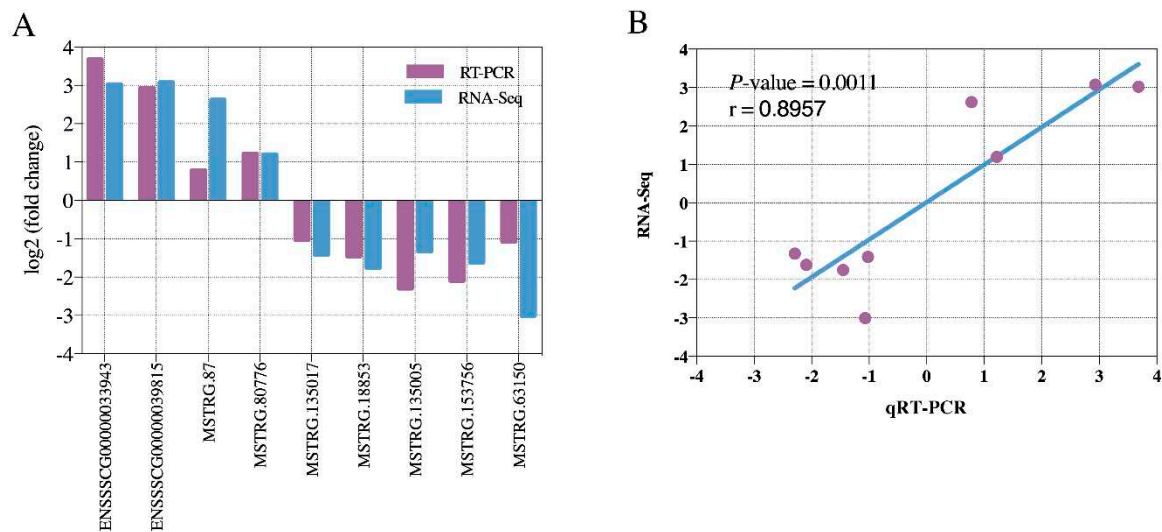 A
4
3
2
1
0
-1
-2
-3
-4
log2 (fold change)
RT-PCR
RNA-Seq
ENSSSCG00000033943
ENSSSCG00000039815
MSTRG.87
MSTRG.80776
MSTRG.135017
MSTRG.18853
MSTRG.135005
MSTRG.153756
MSTRG.63150
B
4
3
2
1
0
-1
-2
-3
-4
RNA-Seq
P-value = 0.0011
r = 0.8957
-4 -2 -1 0 1 2 3 4
qRT-PCR